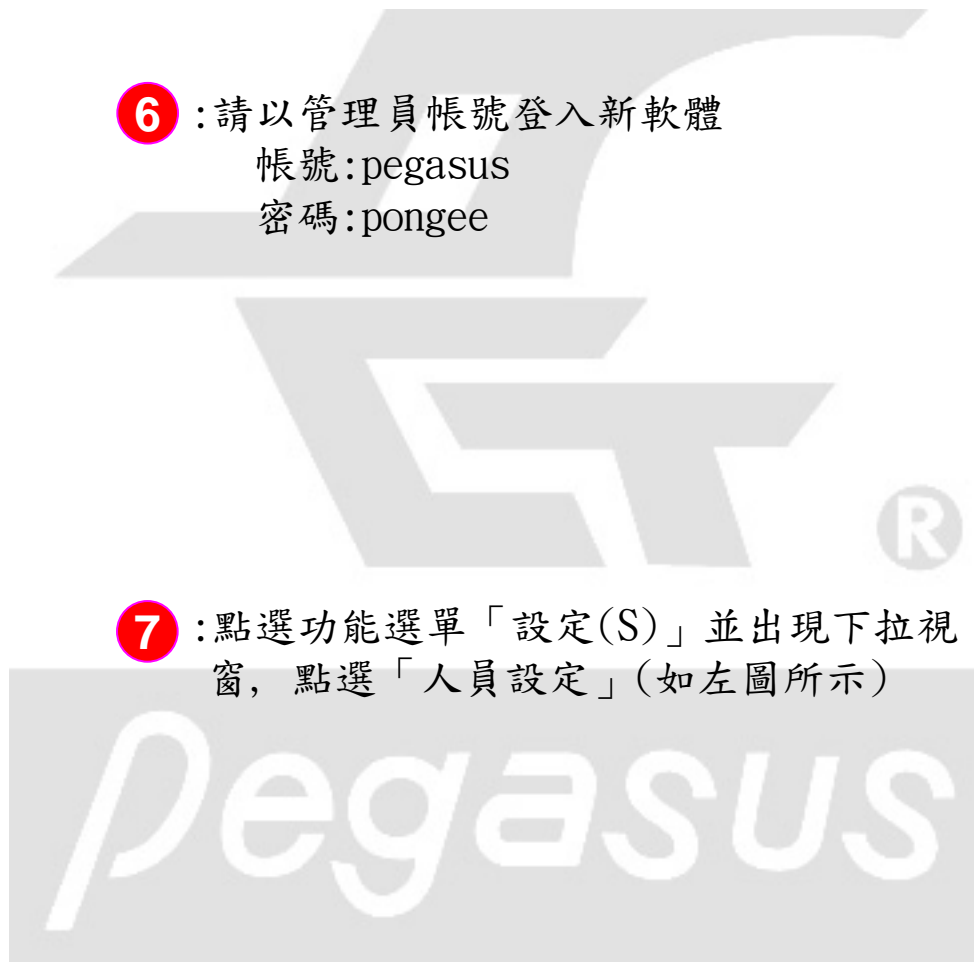 6 :請以管理員帳號登入新軟體
帳號:pegasus
密碼:pongee
®
7 :點選功能選單「設定(S)」並出現下拉視
窗, 點選「人員設定」(如左圖所示)
pegasus